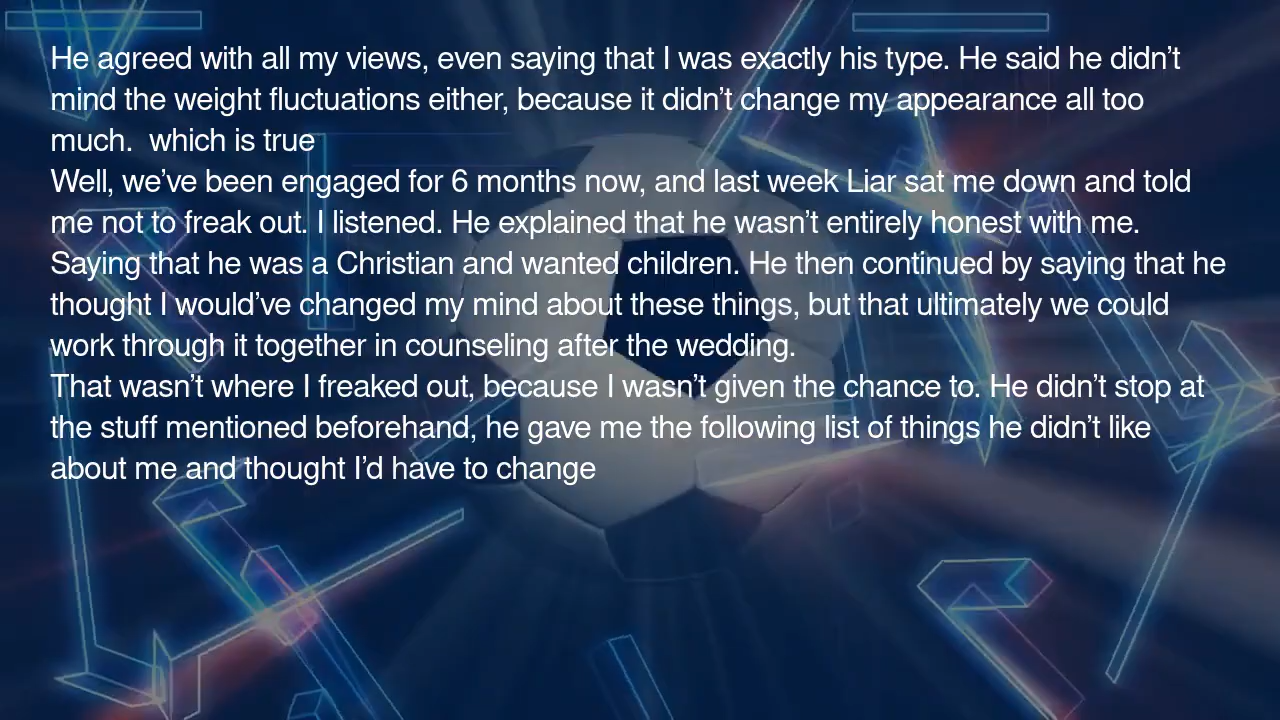 He agreed with all my views, even saying that I was exactly his type. He said he didn’t
mind the weight fluctuations either, because it didn’t change my appearance all too
much.  which is true
Well, we’ve been engaged for 6 months now, and last week Liar sat me down and told
me not to freak out. I listened. He explained that he wasn’t entirely honest with me.
Saying that he was a Christian and wanted children. He then continued by saying that he
thought I would’ve changed my mind about these things, but that ultimately we could
work through it together in counseling after the wedding.
That wasn’t where I freaked out, because I wasn’t given the chance to. He didn’t stop at
the stuff mentioned beforehand, he gave me the following list of things he didn’t like
about me and thought I’d have to change